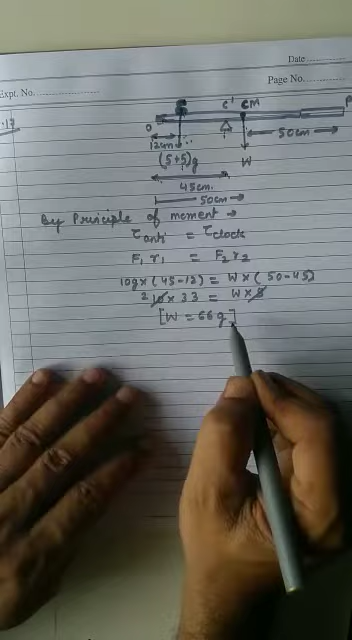 Date
Page No.
Expt. No.
.17
C' CM P
O
12cm 50cm
(5+5)g W
45cm.
50cm
By Principle of moment →
τanti = τclock
F₁ r₁ = F₂ r₂
10g×(45-12) = W×(50-45)
2 10×33 = W×5
[W = 66g]